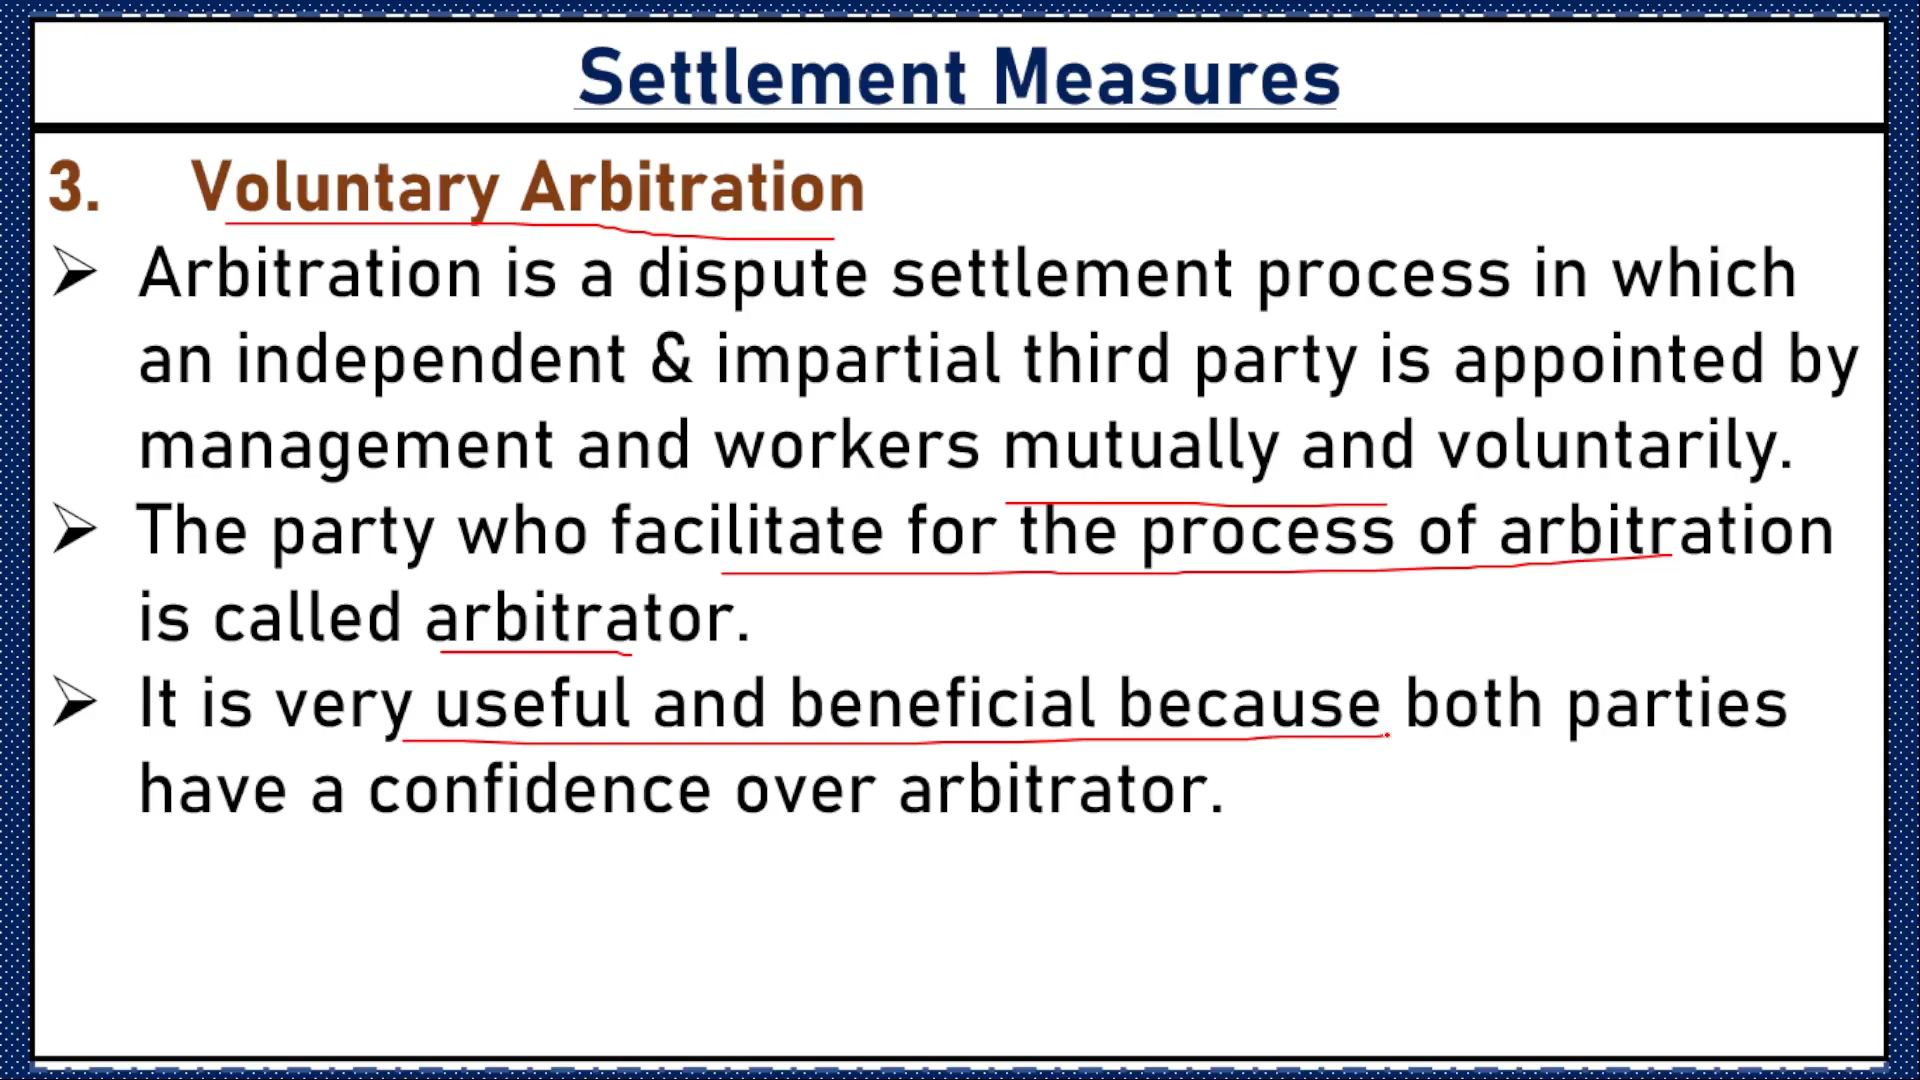 Settlement Measures
3. Voluntary Arbitration
➢ Arbitration is a dispute settlement process in which
an independent & impartial third party is appointed by
management and workers mutually and voluntarily.
➢ The party who facilitate for the process of arbitration
is called arbitrator.
➢ It is very useful and beneficial because both parties
have a confidence over arbitrator.